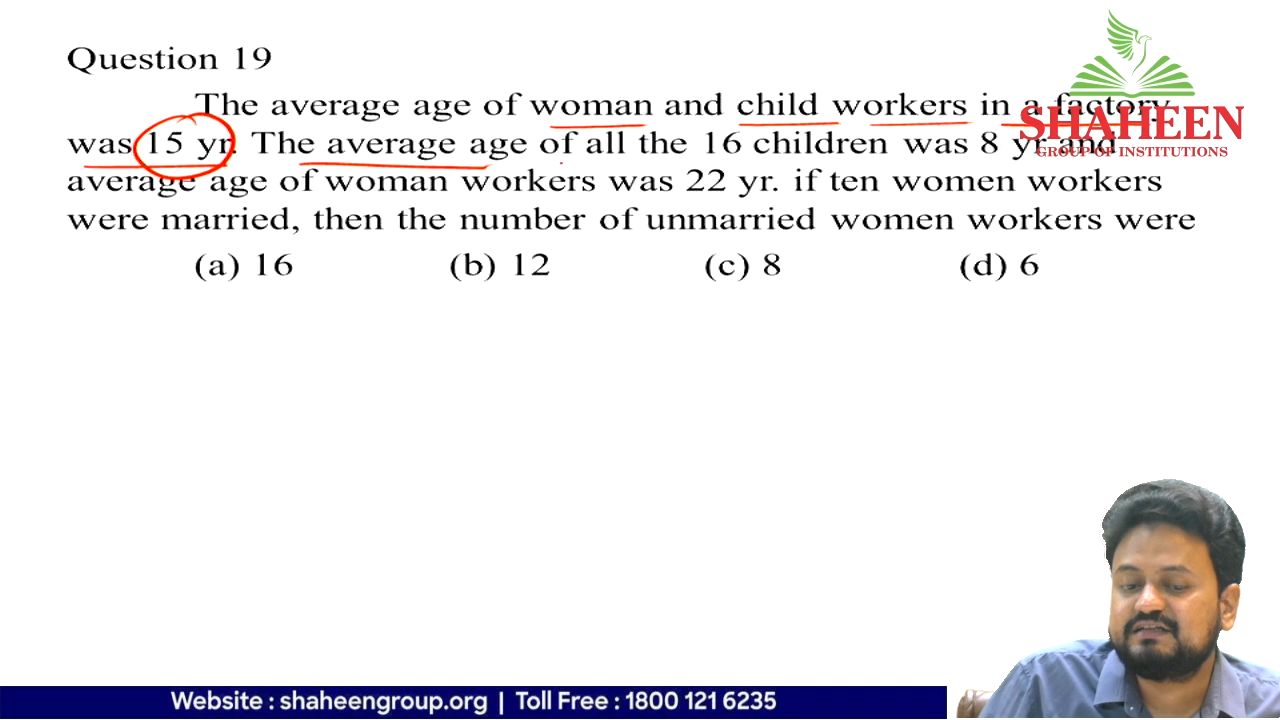 Question 19
The average age of woman and child workers in a factory
was 15 yr. The average age of all the 16 children was 8 yr and
average age of woman workers was 22 yr. if ten women workers
were married, then the number of unmarried women workers were
(a) 16 (b) 12 (c) 8 (d) 6
SHAHEEN
GROUP OF INSTITUTIONS
Website : shaheengroup.org | Toll Free : 1800 121 6235